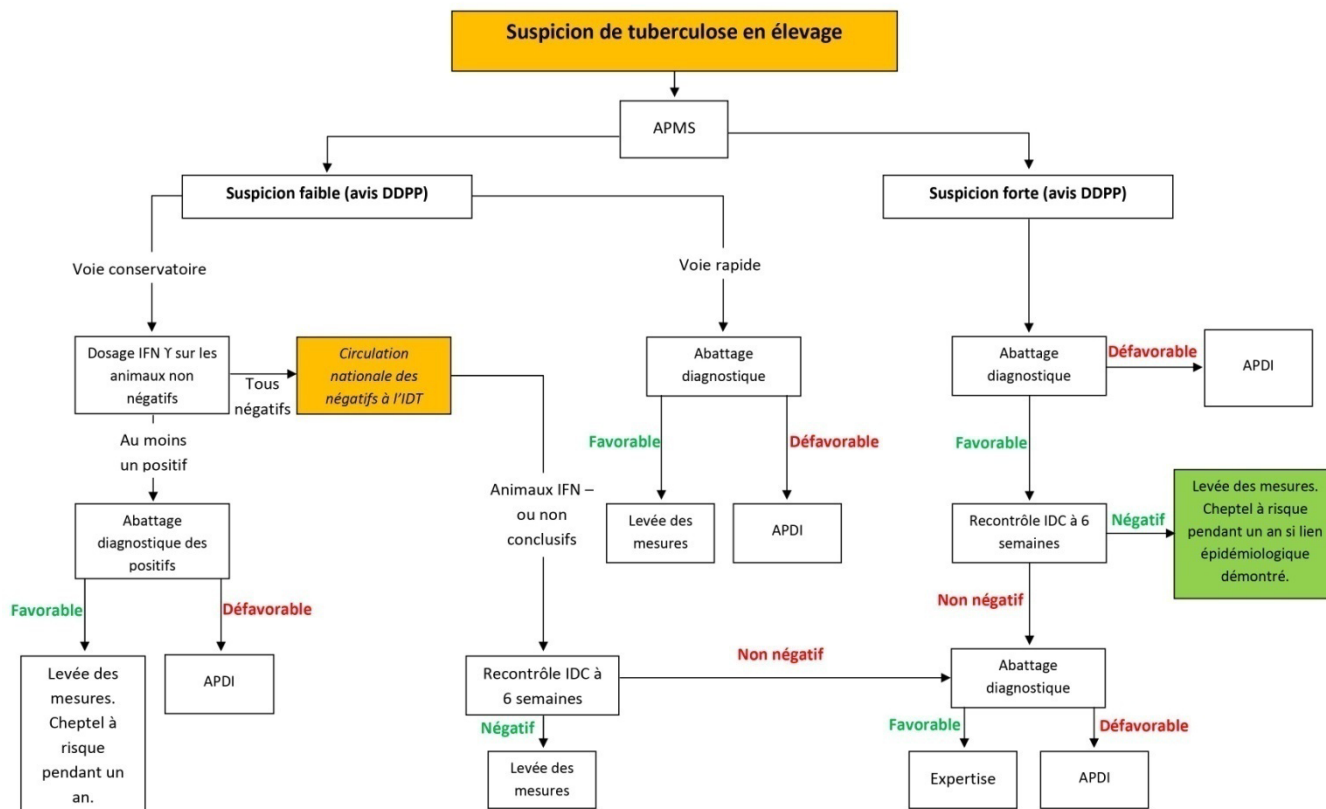 Suspicion de tuberculose en élevage
APMS
Suspicion faible (avis DDPP)
Suspicion forte (avis DDPP)
Voie conservatoire
Voie rapide
Dosage IFN ϒ sur les
animaux non
négatifs
Tous
négatifs
Circulation
nationale des
négatifs à l’IDT
Abattage
diagnostique
Abattage
diagnostique
Défavorable
APDI
Au moins
un positif
Favorable
Défavorable
Favorable
Animaux IFN –
ou non
conclusifs
Abattage
diagnostique des
positifs
Levée des
mesures
APDI
Recontrôle IDC à 6
semaines
Négatif
Levée des mesures.
Cheptel à risque
pendant un an si lien
épidémiologique
démontré.
Favorable
Défavorable
Non négatif
Levée des
mesures.
Cheptel à
risque
pendant un
an.
APDI
Recontrôle IDC à
6 semaines
Non négatif
Abattage
diagnostique
Négatif
Favorable
Défavorable
Levée des
mesures
Expertise
APDI